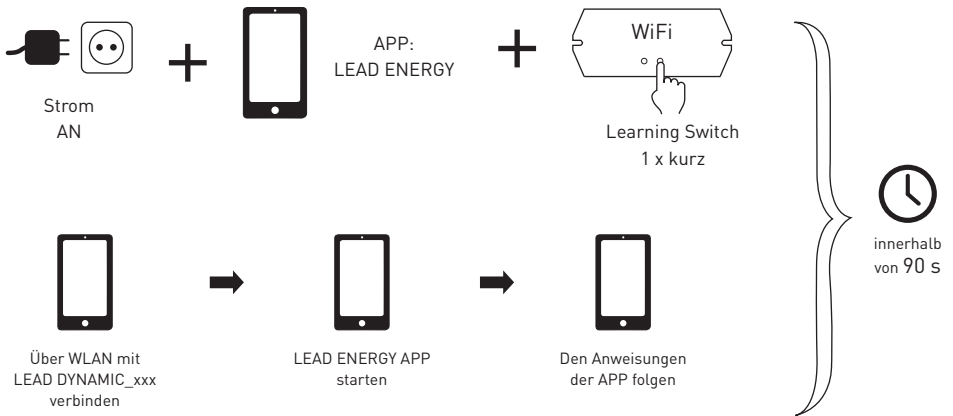 Strom
AN
APP:
LEAD ENERGY
WiFi
Learning Switch
1 x kurz
Über WLAN mit
LEAD DYNAMIC_xxx
verbinden
LEAD ENERGY APP
starten
Den Anweisungen
der APP folgen
innerhalb
von 90 s